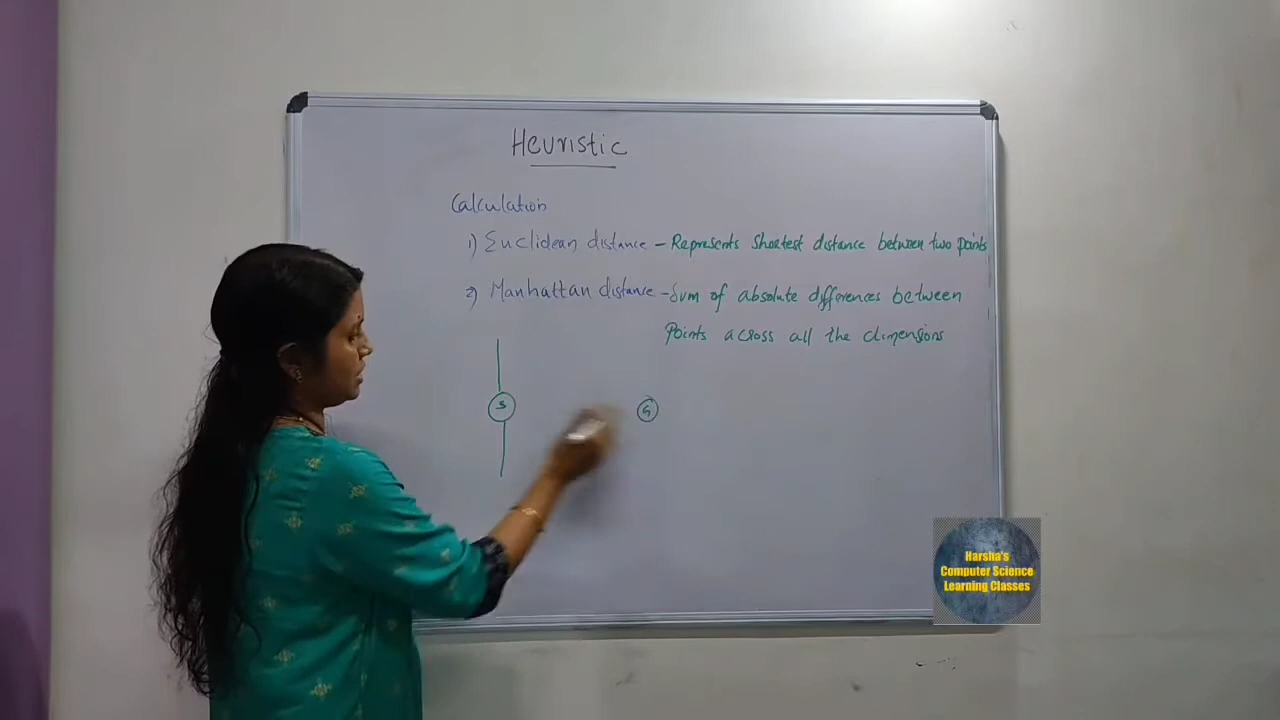 Heuristic
Calculation
1) Euclidean distance - Represents shortest distance between two points
2) Manhattan distance - Sum of absolute differences between
Points across all the dimensions
S
G
Harsha's
Computer Science
Learning Classes